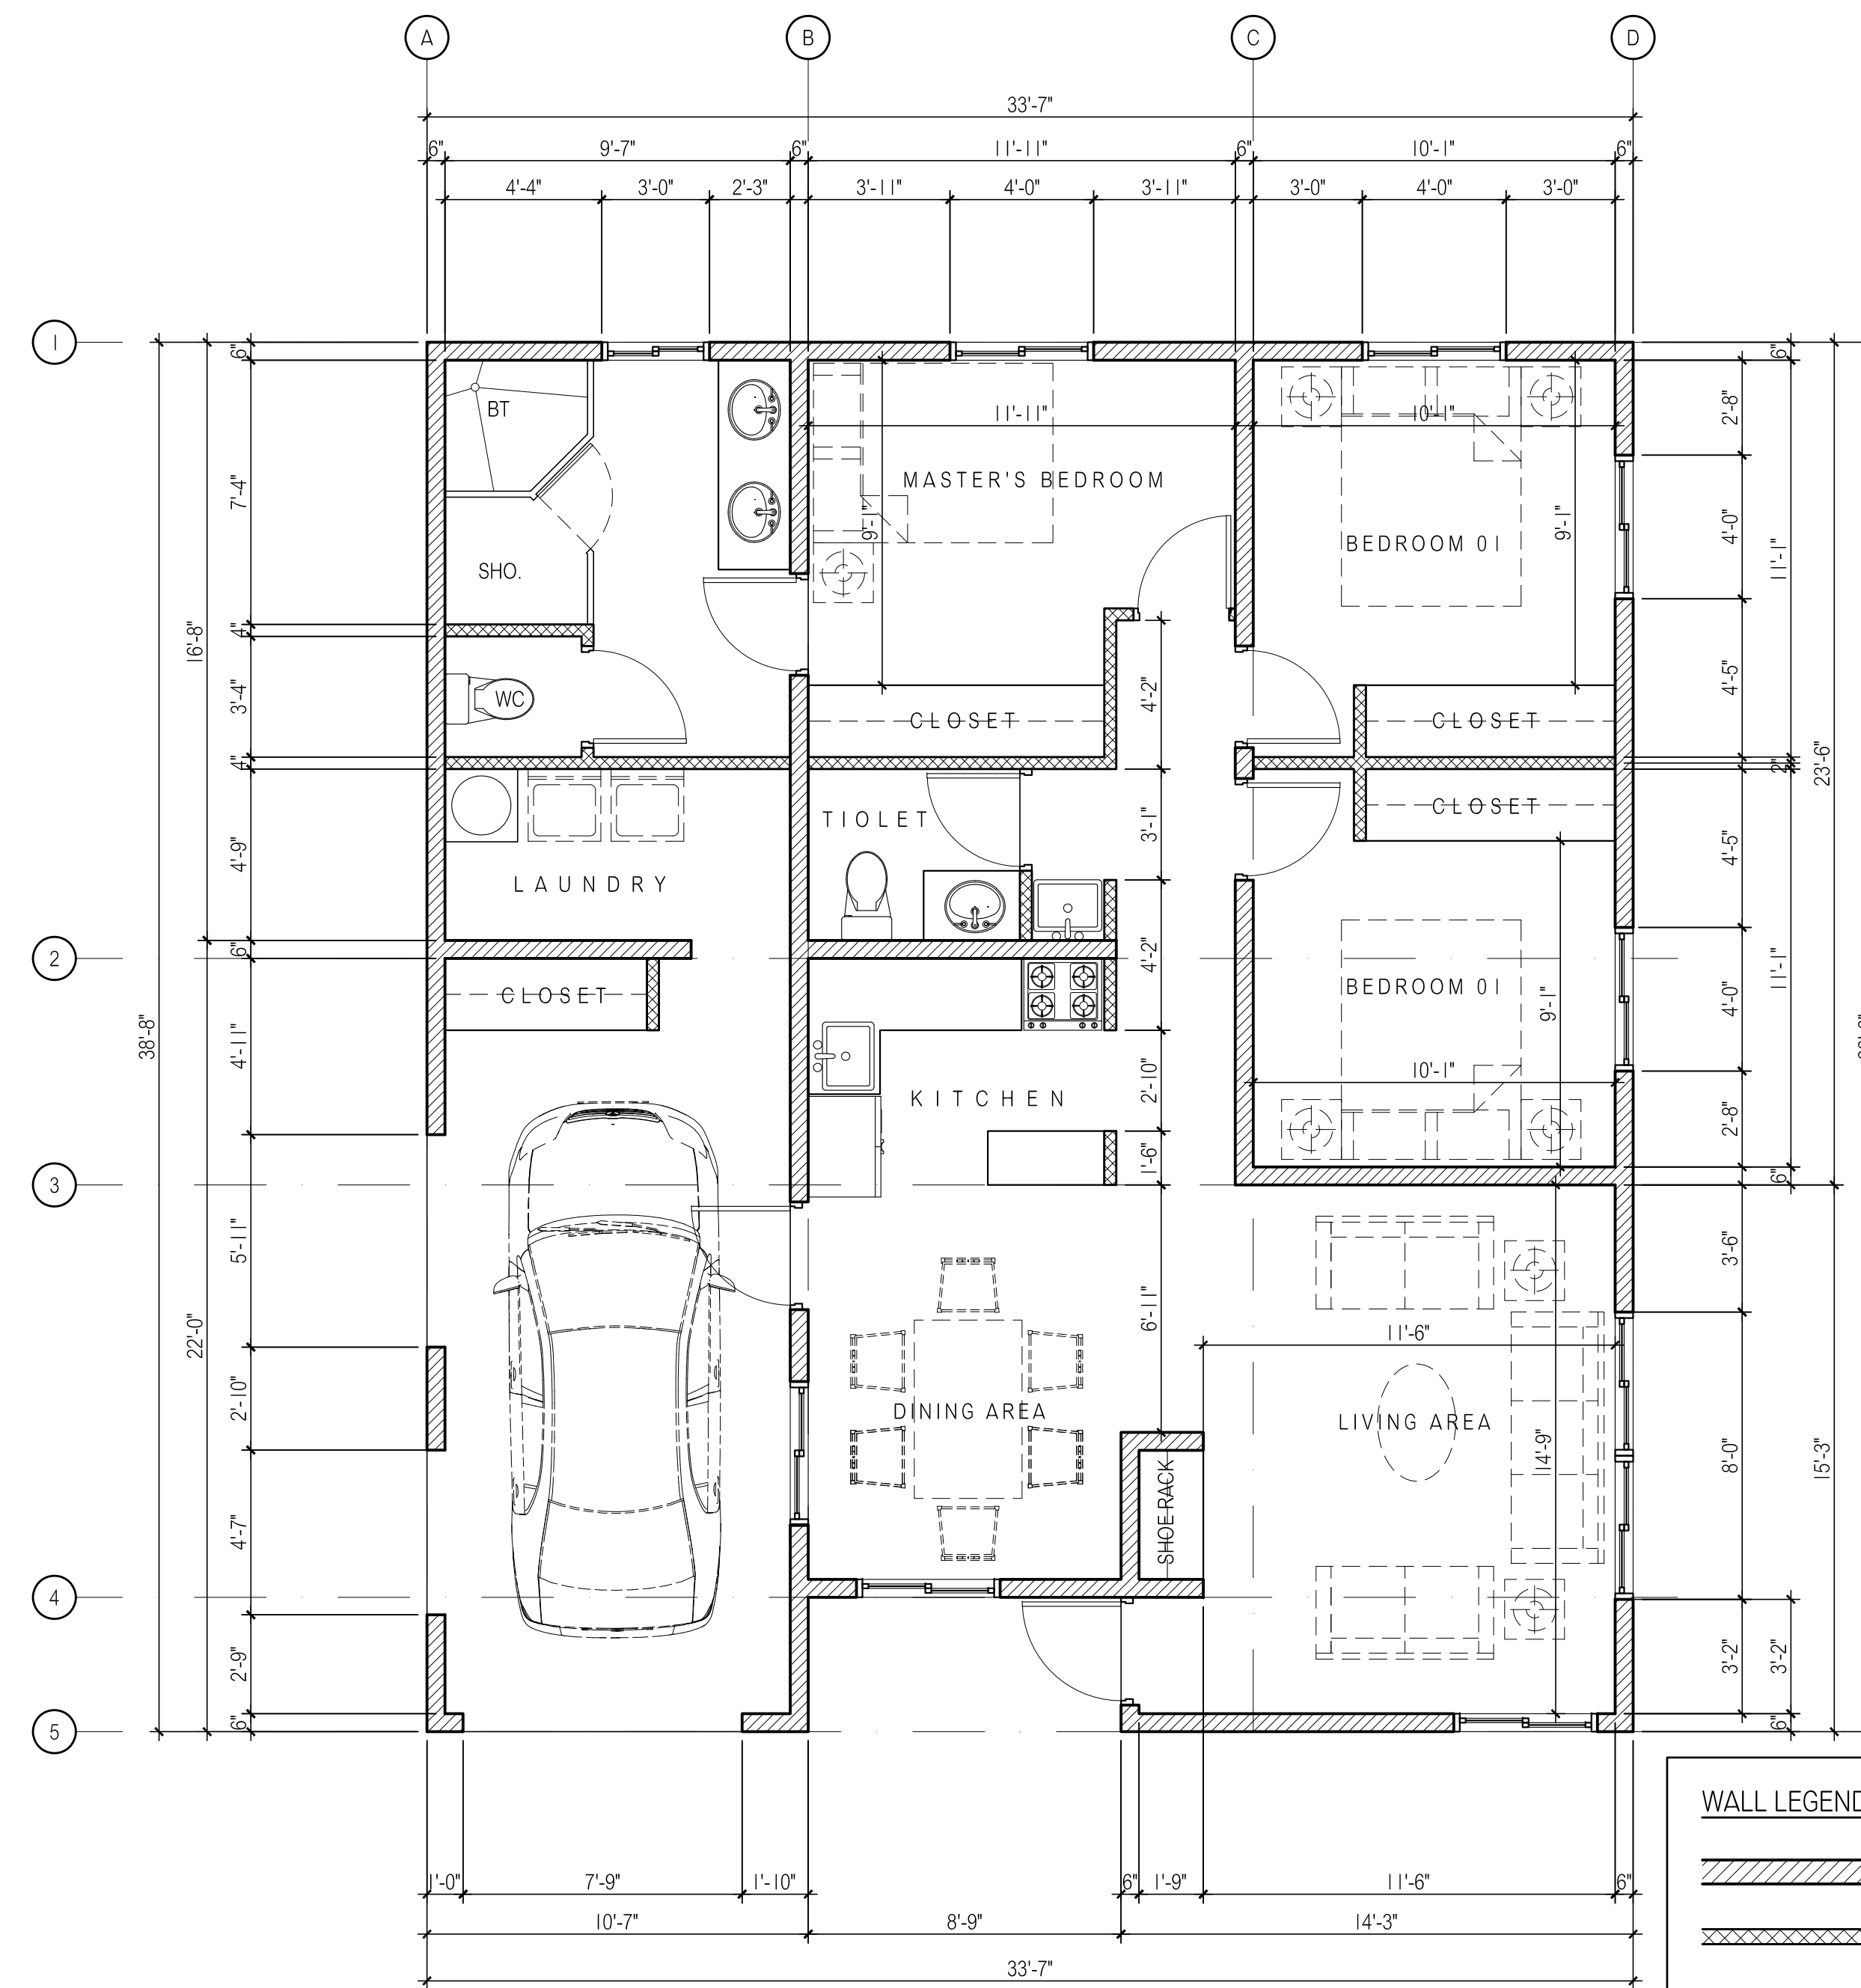 A B C D
33'-7"
6" 9'-7" 6" 11'-11" 6" 10'-1" 6"
4'-4" 3'-0" 2'-3" 3'-11" 4'-0" 3'-11" 3'-0" 4'-0" 3'-0"
1
6" 6"
BT
11'-11" 10'-1"
2'-8"
MASTER'S BEDROOM
7'-4"
9'-1" 9'-1"
4'-0"
BEDROOM 01
11'-1"
SHO.
16'-8"
4"
3'-4"
WC
4'-2"
4'-5"
CLOSET CLOSET
4" 2"
23'-6"
CLOSET
TIOLET
3'-1"
4'-9"
4'-5"
LAUNDRY
2
6"
4'-2"
11'-1"
CLOSET
BEDROOM 01
9'-1"
4'-0"
38'-8"
4'-11"
10'-1"
KITCHEN
2'-10"
2'-8"
3
1'-6"
6"
5'-11"
3'-6"
6'-11"
22'-0"
11'-6"
2'-10"
DINING AREA
LIVING AREA
14'-9"
8'-0"
15'-3"
SHOE RACK
4'-7"
4
2'-9"
3'-2" 3'-2"
5
6" 6"
WALL LEGEND
1'-0" 7'-9" 1'-10" 6" 1'-9" 11'-6" 6"
10'-7" 8'-9" 14'-3"
33'-7"